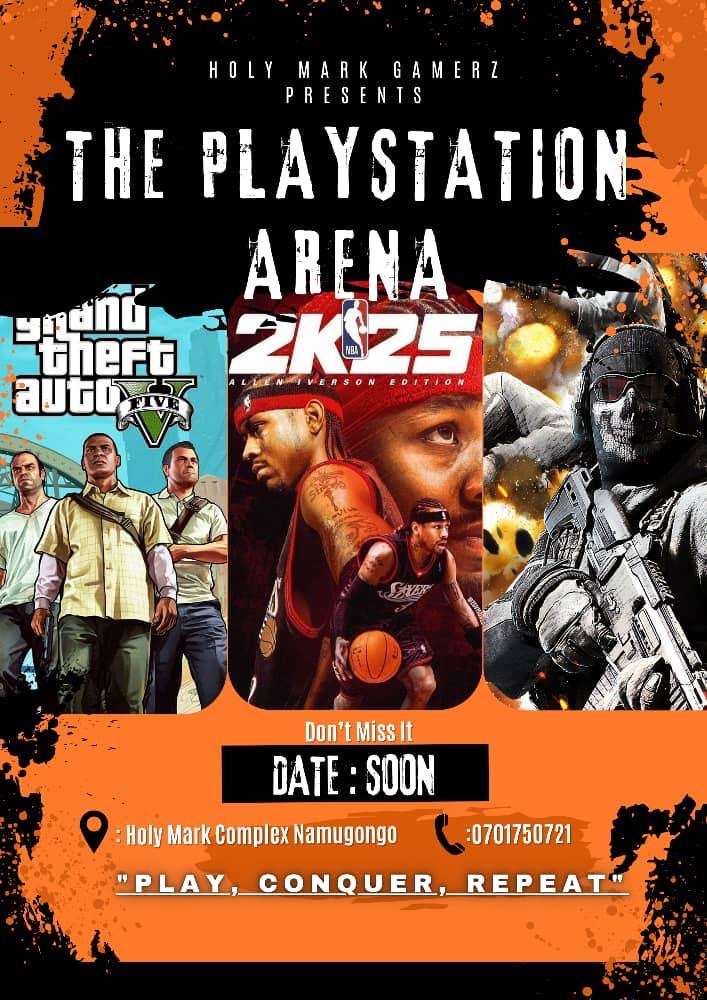 HOLY MARK GAMERZ
PRESENTS
THE PLAYSTATION
ARENA
grand
theft
auto V
FIVE
2K25
NBA
ALLEN IVERSON EDITION
SIXERS
Don't Miss It
DATE : SOON
: Holy Mark Complex Namugongo
:0701750721
"PLAY, CONQUER, REPEAT"